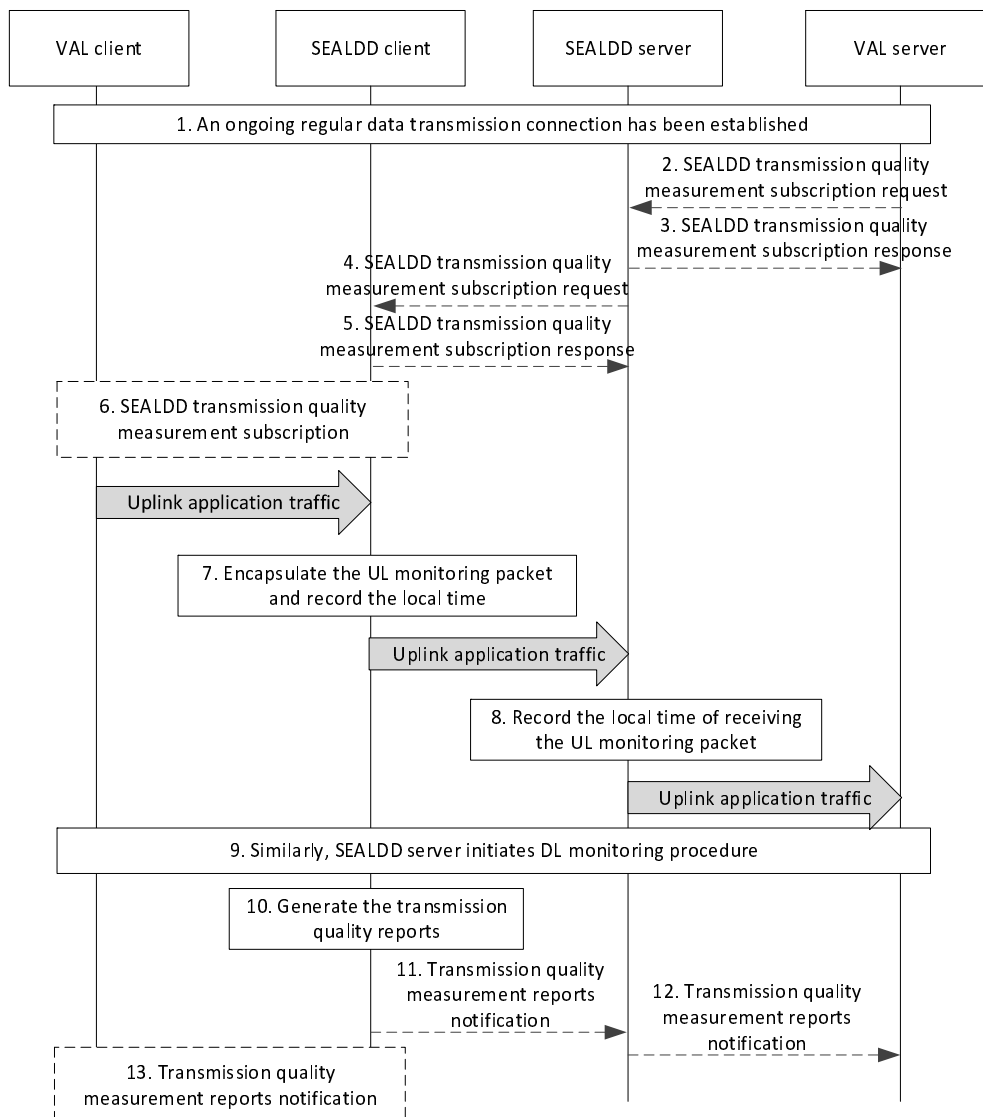 VAL client
SEALDD client
SEALDD server
VAL server
1. An ongoing regular data transmission connection has been established
2. SEALDD transmission quality
measurement subscription request
3. SEALDD transmission quality
measurement subscription response
4. SEALDD transmission quality
measurement subscription request
5. SEALDD transmission quality
measurement subscription response
6. SEALDD transmission quality
measurement subscription
Uplink application traffic
7. Encapsulate the UL monitoring packet
and record the local time
Uplink application traffic
8. Record the local time of receiving
the UL monitoring packet
Uplink application traffic
9. Similarly, SEALDD server initiates DL monitoring procedure
10. Generate the transmission
quality reports
11. Transmission quality
measurement reports
notification
12. Transmission quality
measurement reports
notification
13. Transmission quality
measurement reports notification